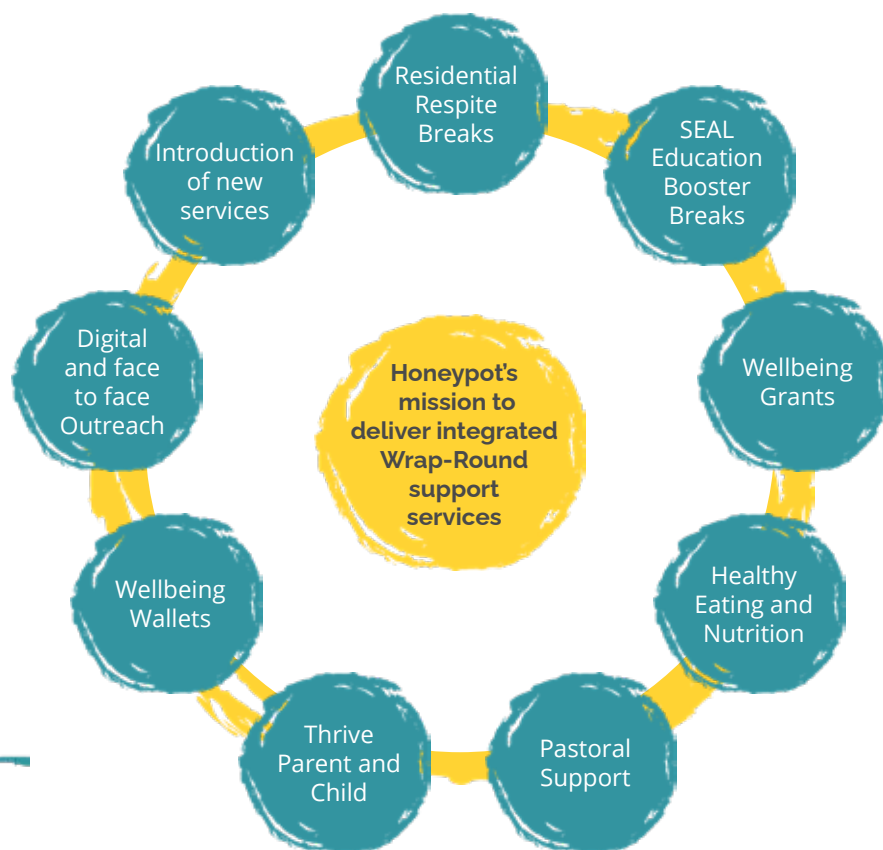 Residential
Respite
Breaks
SEAL
Education
Booster
Breaks
Wellbeing
Grants
Healthy
Eating and
Nutrition
Pastoral
Support
Thrive
Parent and
Child
Wellbeing
Wallets
Digital
and face
to face
Outreach
Introduction
of new
services
Honeypot's
mission to
deliver integrated
Wrap-Round
support
services